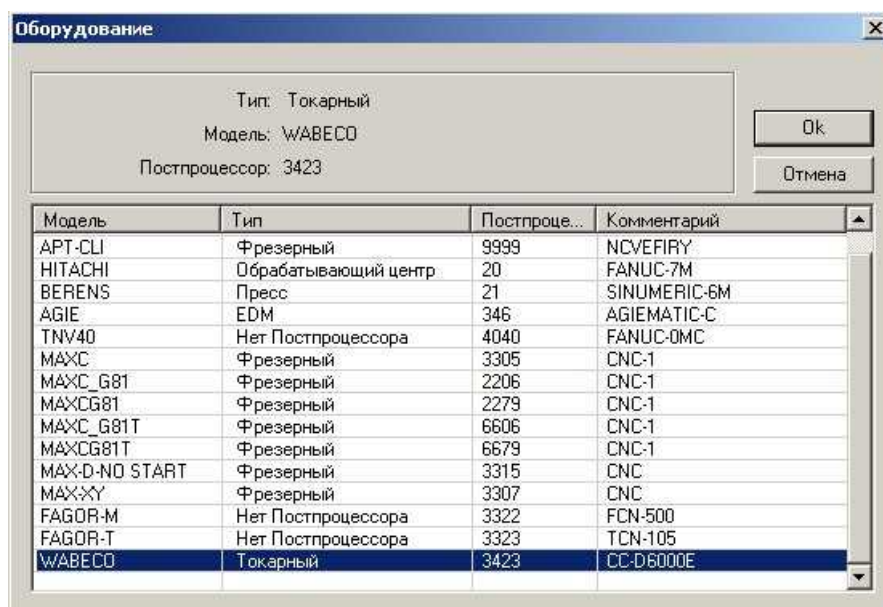 Оборудование
Тип: Токарный
Модель: WABECO
Постпроцессор: 3423
Ok
Отмена
Модель Тип Постпроце... Комментарий
APT-CLI Фрезерный 9999 NCVEFIRY
HITACHI Обрабатывающий центр 20 FANUC-7M
BERENS Пресс 21 SINUMERIC-6M
AGIE EDM 346 AGIEMATIC-C
TNV40 Нет Постпроцессора 4040 FANUC-0MC
MAXC Фрезерный 3305 CNC-1
MAXC_G81 Фрезерный 2206 CNC-1
MAXCG81 Фрезерный 2279 CNC-1
MAXC_G81T Фрезерный 6606 CNC-1
MAXCG81T Фрезерный 6679 CNC-1
MAX-D-NO START Фрезерный 3315 CNC
MAX-XY Фрезерный 3307 CNC
FAGOR-M Нет Постпроцессора 3322 FCN-500
FAGOR-T Нет Постпроцессора 3323 TCN-105
WABECO Токарный 3423 CC-D6000E